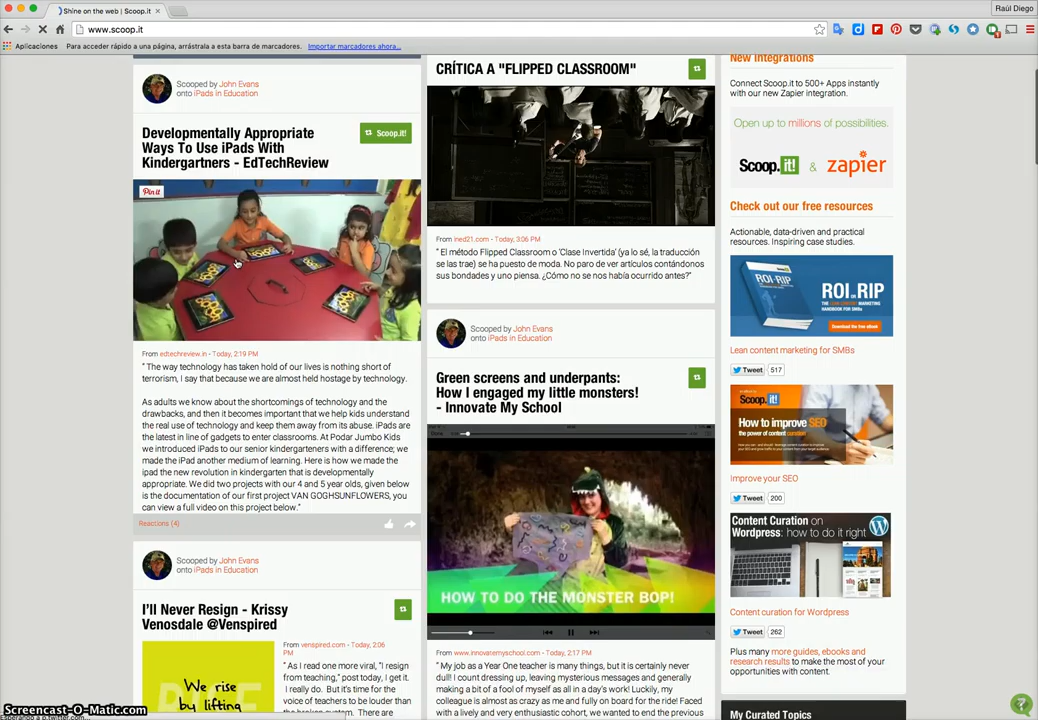 Shine on the web | Scoop.it
Raúl Diego
www.scoop.it
Aplicaciones
Para acceder rápido a una página, arrástrala a esta barra de marcadores.
Importar marcadores ahora...
Scooped by John Evans
onto iPads in Education
Developmentally Appropriate
Ways To Use iPads With
Kindergartners - EdTechReview
Scoop.it!
Pin it
From edtechreview.in - Today, 2:19 PM
" The way technology has taken hold of our lives is nothing short of
terrorism, I say that because we are almost held hostage by technology.
As adults we know about the shortcomings of technology and the
drawbacks, and then it becomes important that we help kids understand
the real use of technology and keep them away from its abuse. iPads are
the latest in line of gadgets to enter classrooms. At Podar Jumbo Kids
we introduced iPads to our senior kindergarteners with a difference; we
made the iPad another medium of learning. Here is how we made the
ipad the new revolution in kindergarten that is developmentally
appropriate. We did two projects with our 4 and 5 year olds, given below
is the documentation of our first project VAN GOGHSUNFLOWERS, you
can view a full video on this project below."
Reactions (4)
Scooped by John Evans
onto iPads in Education
I'll Never Resign - Krissy
Venosdale @Venspired
We rise
by lifting
From venspired.com - Today, 2:06
PM
" As I read one more viral, "I resign
from teaching," post today, I get it.
I really do. But it's time for the
voice of teachers to be louder than
CRÍTICA A "FLIPPED CLASSROOM"
From ined21.com - Today, 3:06 PM
" El método Flipped Classroom o 'Clase Invertida' (ya lo sé, la traducción
se las trae) se ha puesto de moda. No paro de ver artículos contándonos
sus bondades y uno piensa. ¿Cómo no se nos había ocurrido antes?"
Scooped by John Evans
onto iPads in Education
Green screens and underpants:
How I engaged my little monsters!
- Innovate My School
HOW TO DO THE MONSTER BOP!
From www.innovatemyschool.com - Today, 2:17 PM
" My job as a Year One teacher is many things, but it is certainly never
dull! I count dressing up, leaving mysterious messages and generally
making a bit of a fool of myself as all in a day's work! Luckily, my
colleague is almost as crazy as me and fully on board for the ride! Faced
with a lively and very enthusiastic cohort, we wanted to end the previous
New Integrations
Connect Scoop.it to 500+ Apps instantly
with our new Zapier integration.
Open up to millions of possibilities.
Scoop.it! & zapier
Check out our free resources
Actionable, data-driven and practical
resources. Inspiring case studies.
ROI OR RIP
THE LEAN CONTENT MARKETING
HANDBOOK FOR SMBs
Download the free ebook
Lean content marketing for SMBs
Tweet 517
Scoop.it!
How to improve SEO
the power of content curation
Improve your SEO
Tweet 200
Content Curation on
Wordpress: how to do it right
Content curation for Wordpress
Tweet 262
Plus many more guides, ebooks and
research results to make the most of your
opportunities with content.
My Curated Topics
Screencast-O-Matic.com